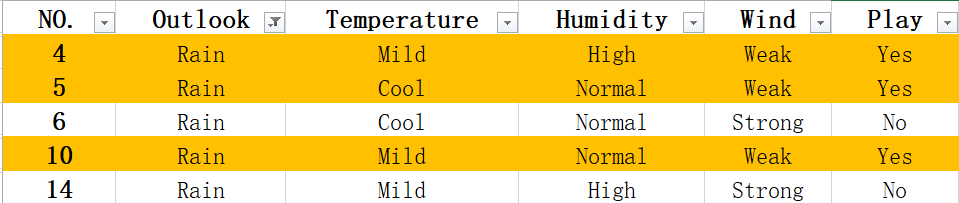 NO. Outlook Temperature Humidity Wind Play
4 Rain Mild High Weak Yes
5 Rain Cool Normal Weak Yes
6 Rain Cool Normal Strong No
10 Rain Mild Normal Weak Yes
14 Rain Mild High Strong No